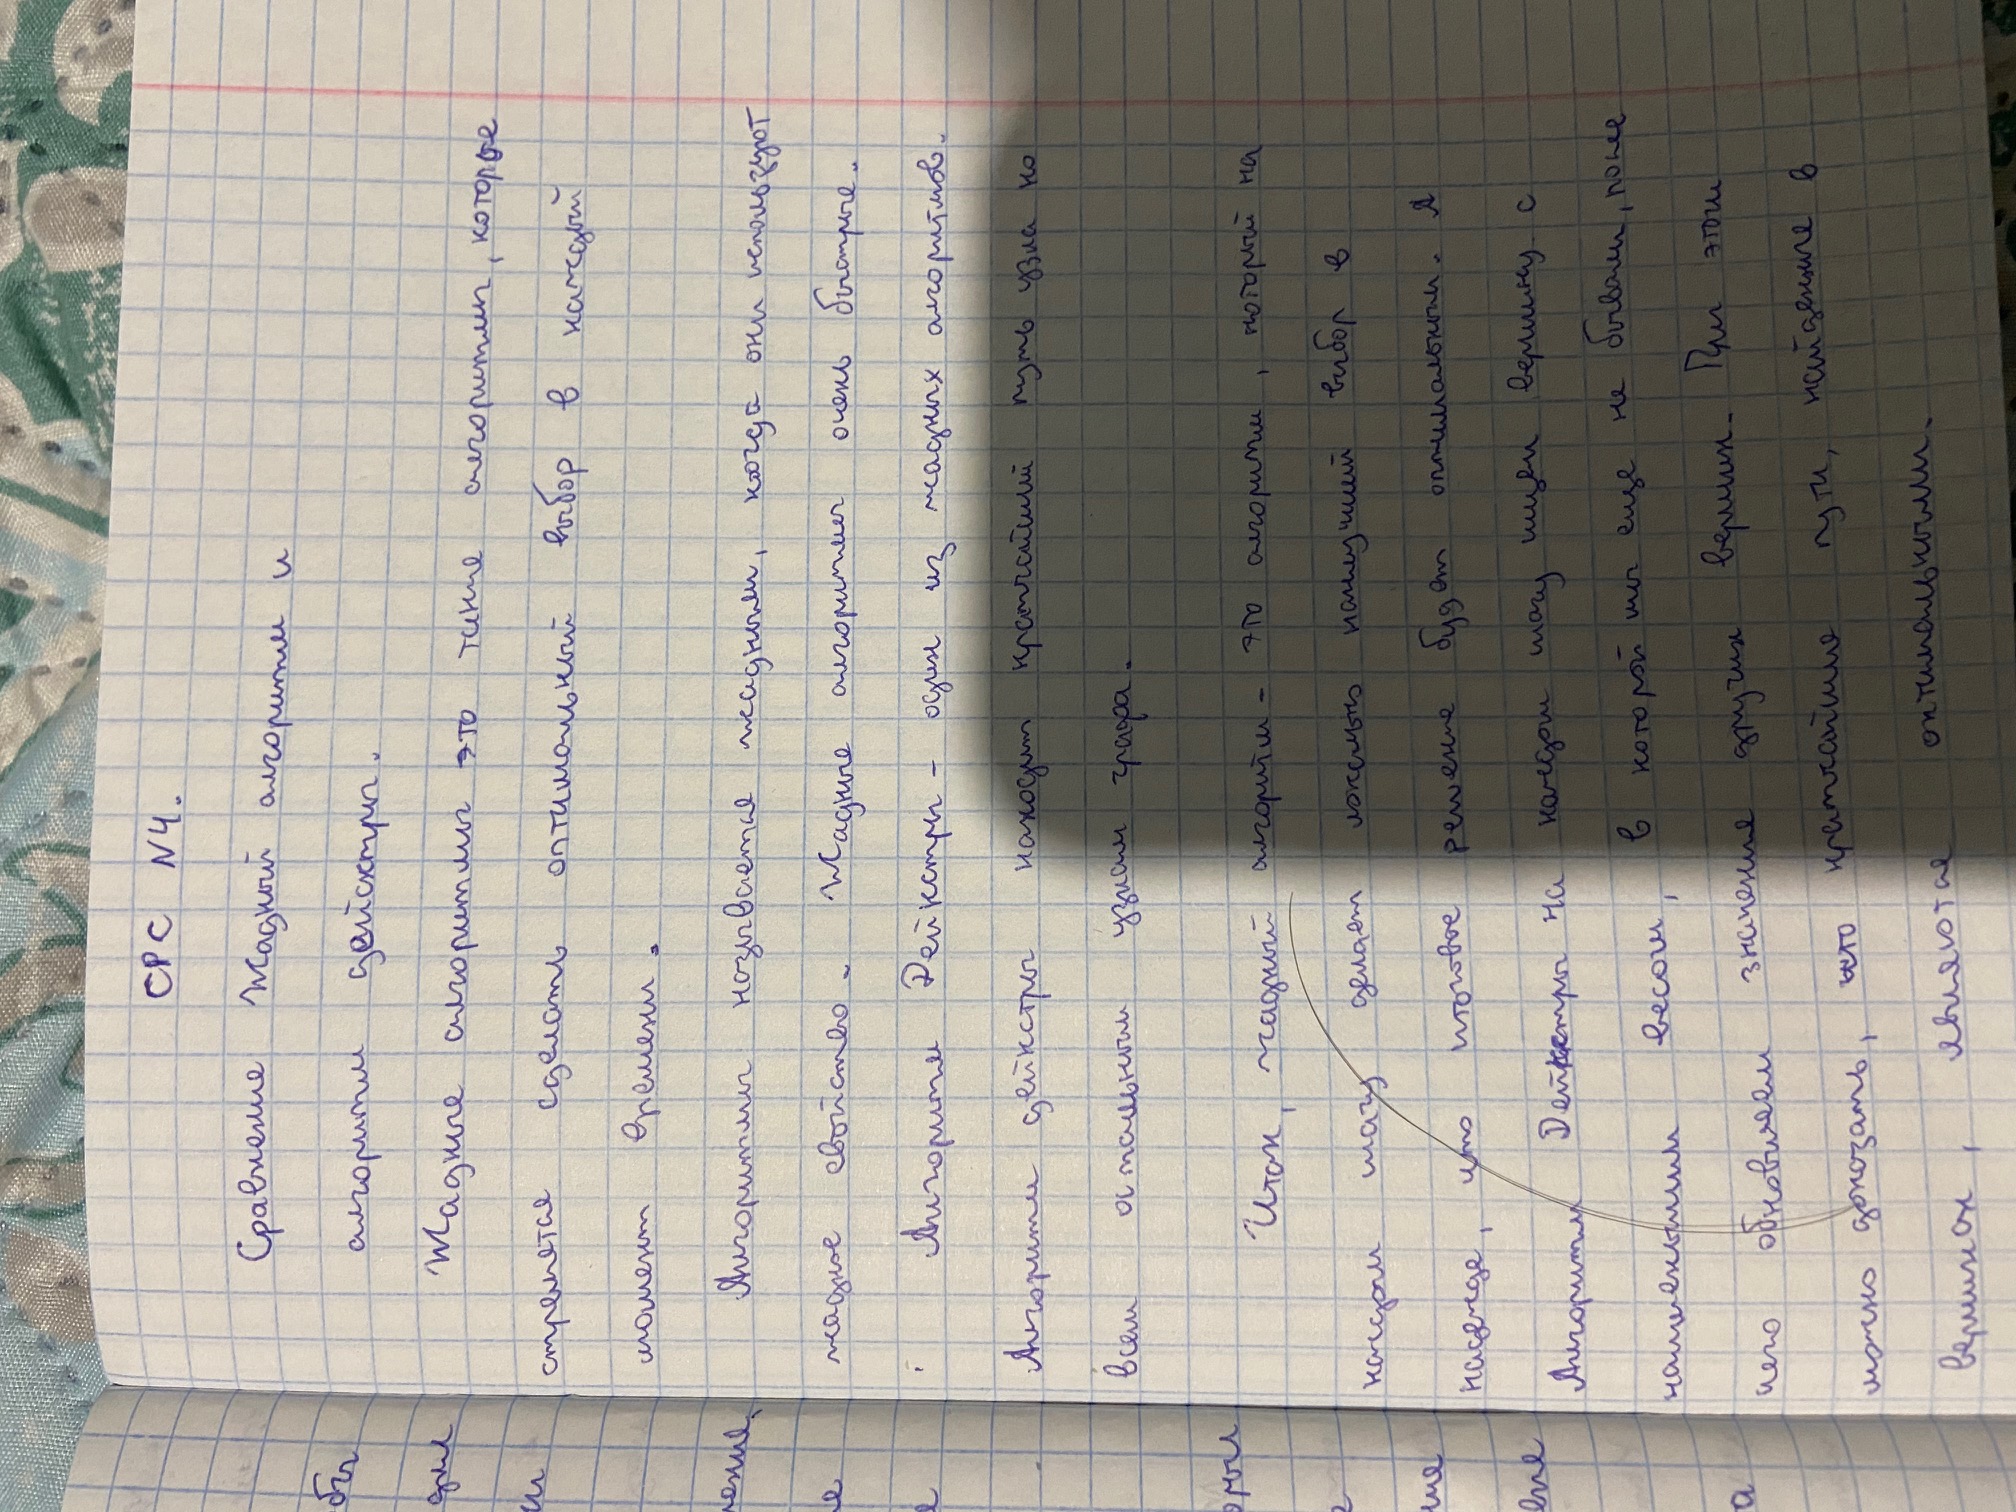 СРС N4.
Сравнение Жадный алгоритм и
алгоритм дейсктры.
Жадные алгоритмы это такие алгоритмы, которые
стремятся сделать оптимальный выбор в каждый
момент времени.
Алгоритмы называется жадными, когда они используют
жадное свойство. Жадные алгоритмы очень быстрые.
Алгоритм Дейкстры – один из жадных алгоритмов.
Алгоритм дейкстры находит кратчайший путь узла ко
всем остальным узлам графа.
Итак, жадный алгоритм – это алгоритм, который на
каждом шагу делает локально наилучший выбор в
надежде, что итоговое решение будет оптимальным. А
Алгоритм Дейкстры на каждом шагу ищем вершину с
наименьшим весом, в которой мы еще не бывали, после
чего обновляем значение других вершин. При этом
можно доказать, что кратчайшие пути, найденные в
вершинах, являются оптимальными.